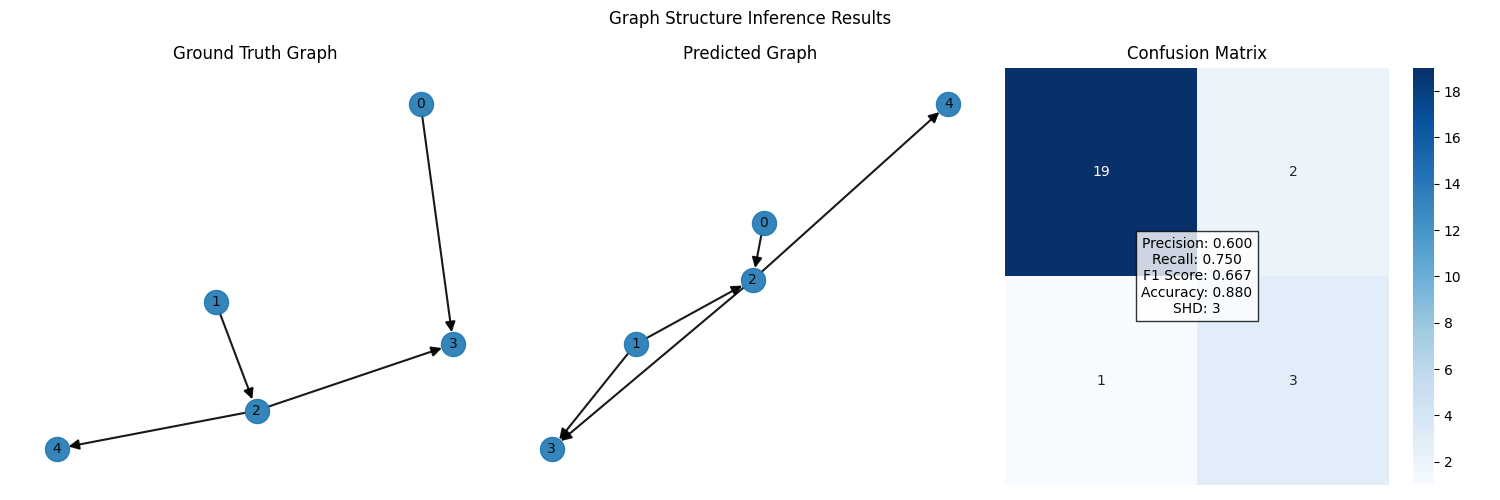 Graph Structure Inference Results
Ground Truth Graph
0
1
3
2
4
Predicted Graph
4
0
2
1
3
Confusion Matrix
19
2
1
3
Precision: 0.600
Recall: 0.750
F1 Score: 0.667
Accuracy: 0.880
SHD: 3
18
16
14
12
10
8
6
4
2